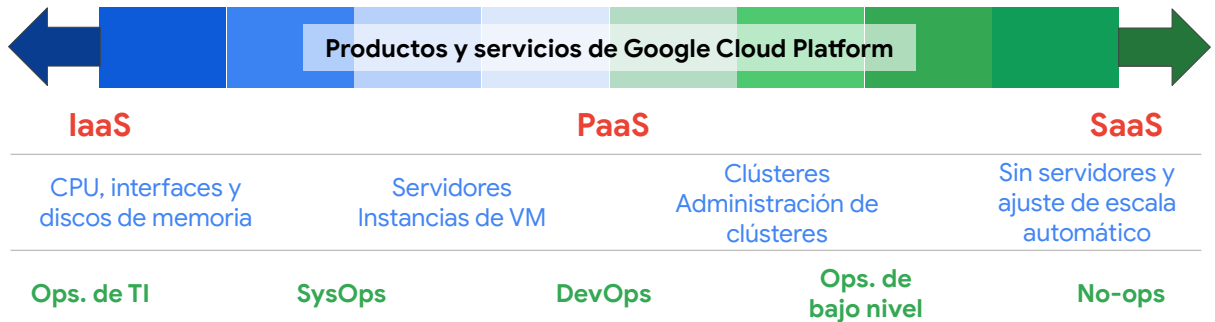 Productos y servicios de Google Cloud Platform
IaaS
PaaS
SaaS
CPU, interfaces y
discos de memoria
Servidores
Instancias de VM
Clústeres
Administración de
clústeres
Sin servidores y
ajuste de escala
automático
Ops. de TI
SysOps
DevOps
Ops. de
bajo nivel
No-ops